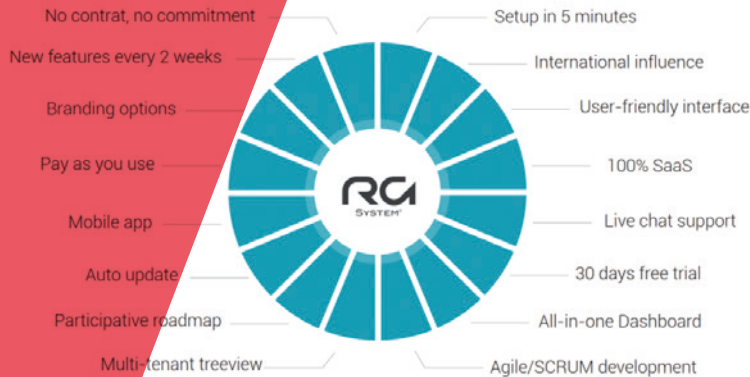 No contrat, no commitment
Setup in 5 minutes
New features every 2 weeks
International influence
Branding options
User-friendly interface
Pay as you use
100% SaaS
RG
SYSTEM
Mobile app
Live chat support
Auto update
30 days free trial
Participative roadmap
All-in-one Dashboard
Multi-tenant treeview
Agile/SCRUM development